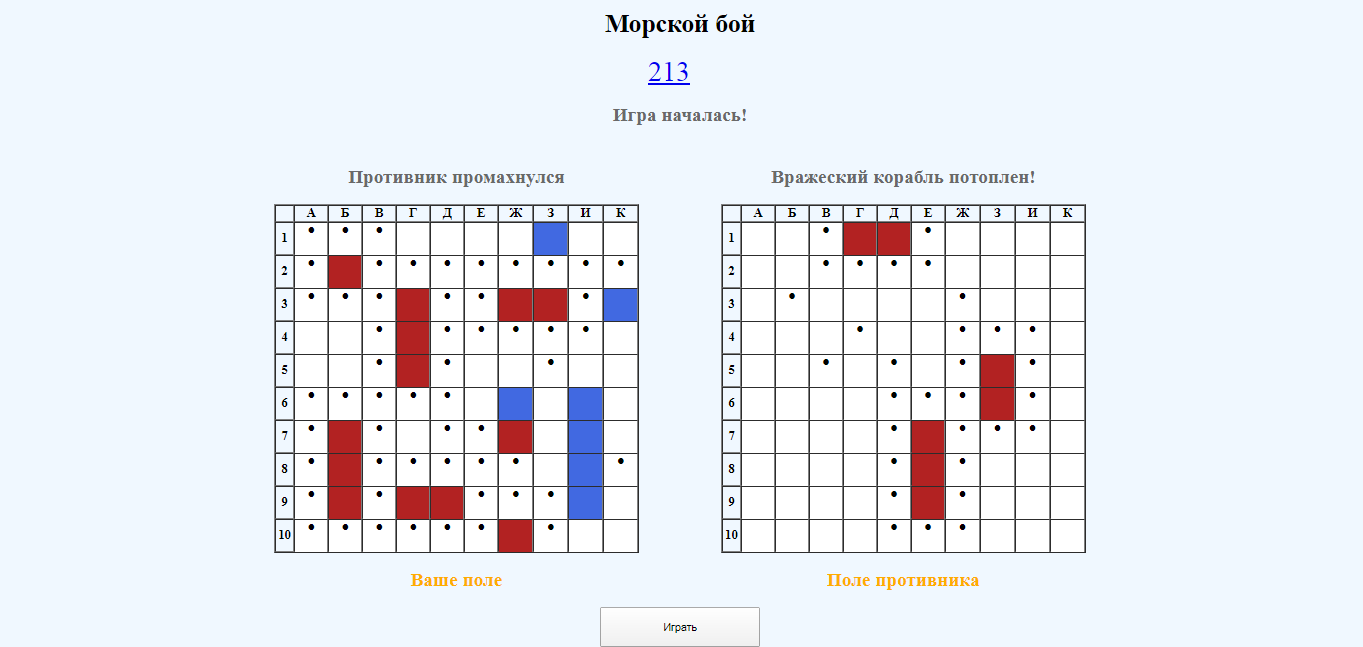 Морской бой
213
Игра началась!
Противник промахнулся
Вражеский корабль потоплен!
А Б В Г Д Е Ж З И К
1
2
3
4
5
6
7
8
9
10
А Б В Г Д Е Ж З И К
1
2
3
4
5
6
7
8
9
10
Ваше поле
Поле противника
Играть